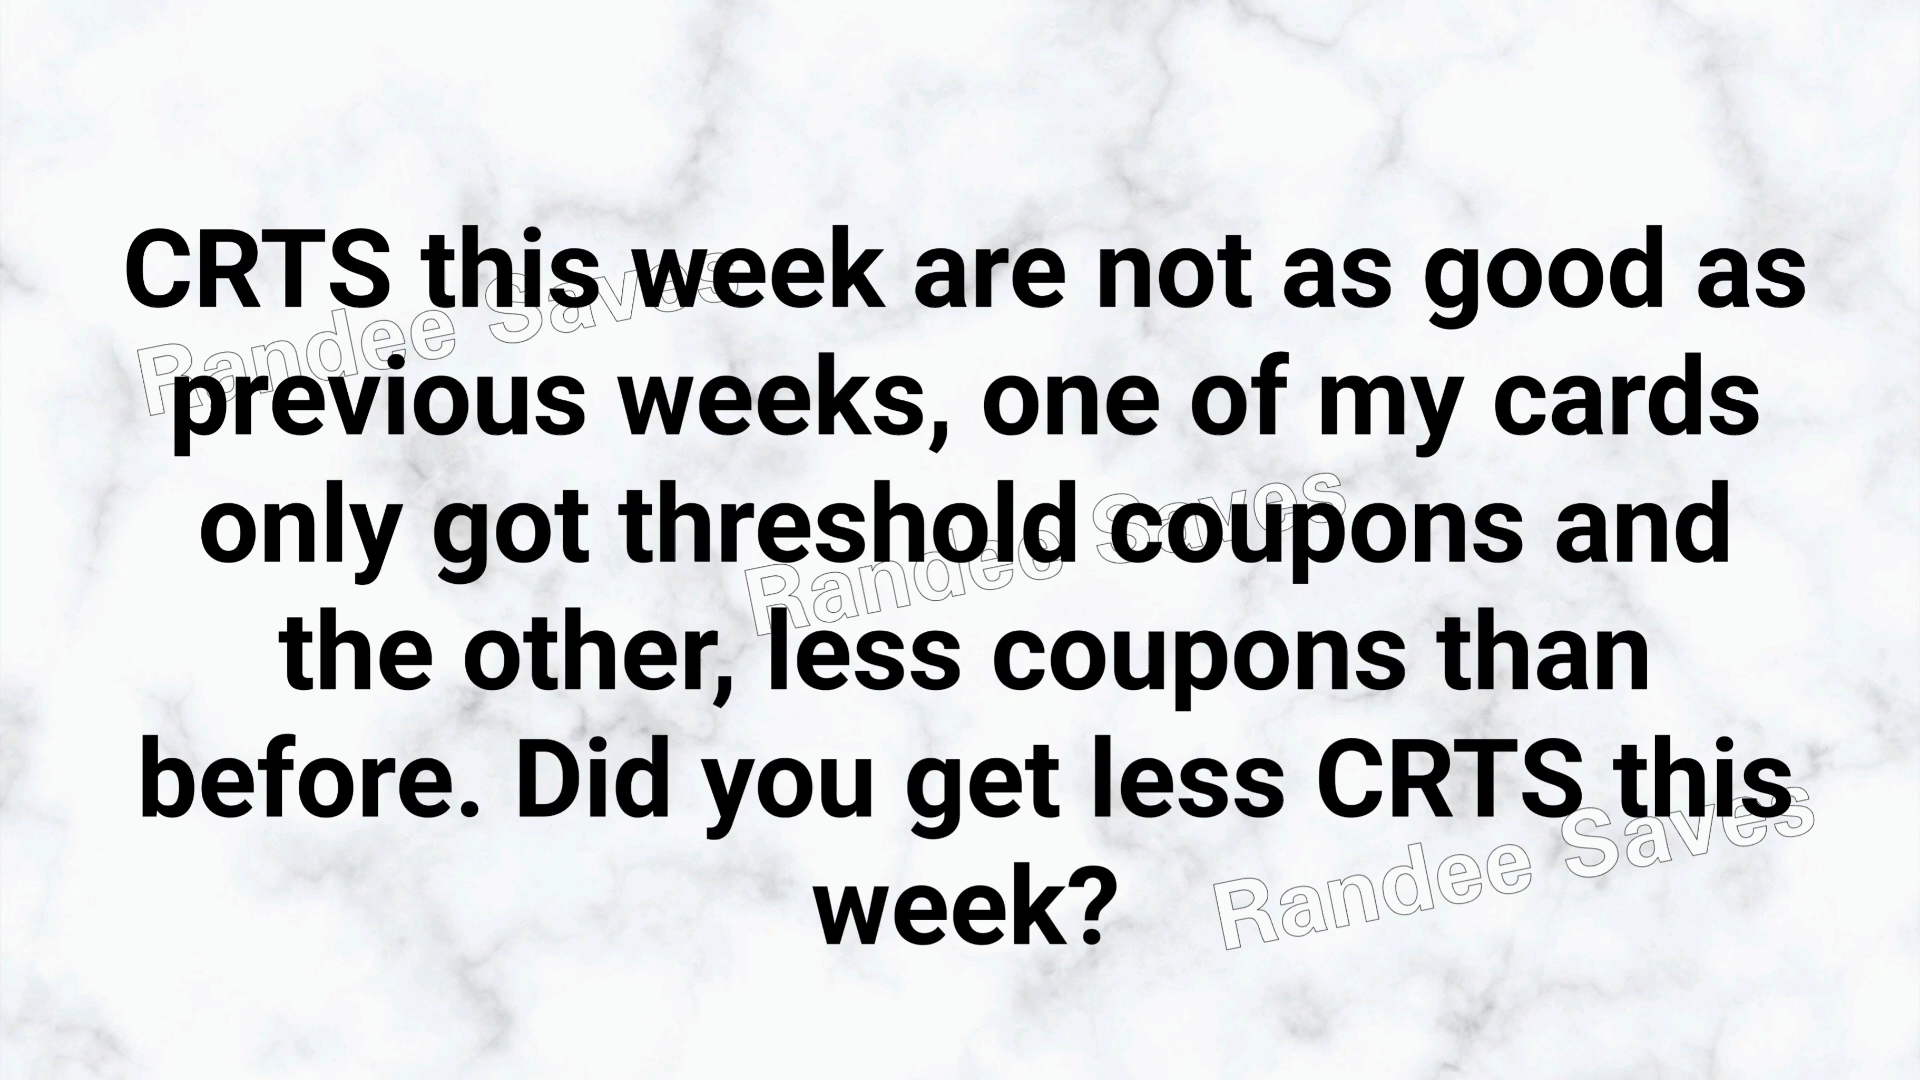 CRTS this week are not as good as
previous weeks, one of my cards
only got threshold coupons and
the other, less coupons than
before. Did you get less CRTS this
week?
Randee Saves
Randee Saves
Randee Saves